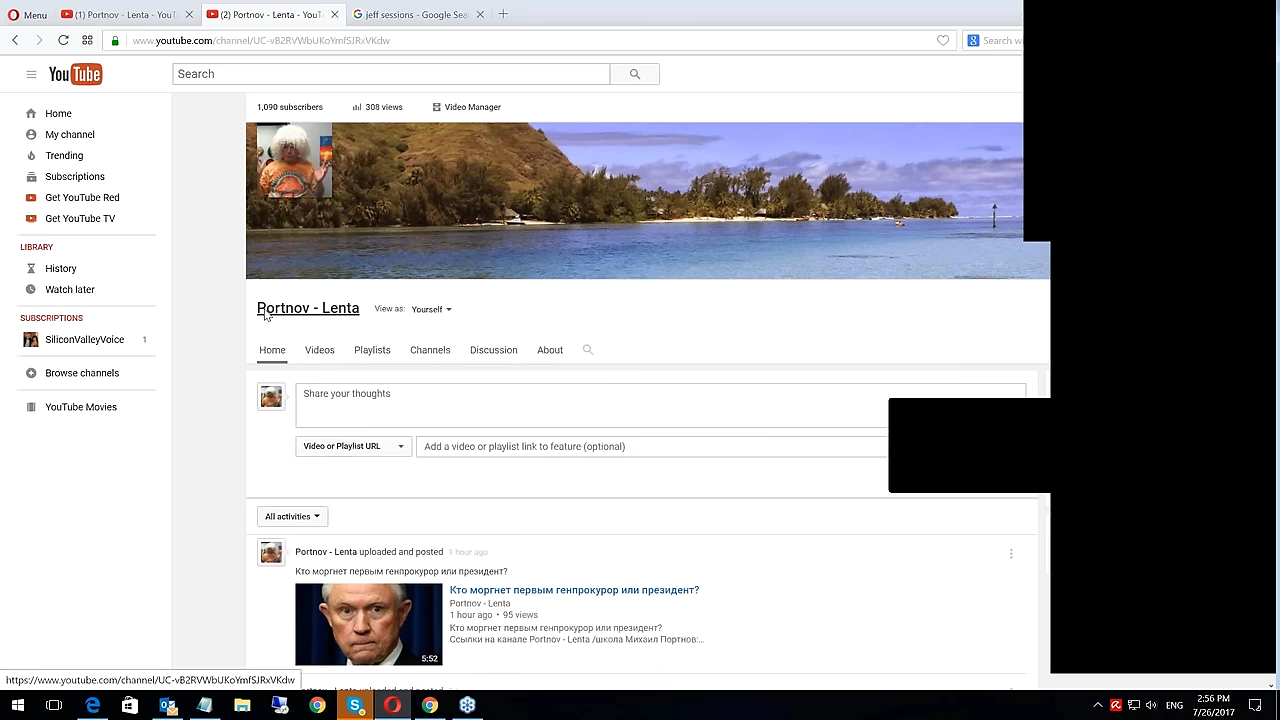 Menu
(1) Portnov - Lenta - YouT
(2) Portnov - Lenta - YouT
jeff sessions - Google Sea
www.youtube.com/channel/UC-vB2RVWbUKoYmfSJRxVKdw
Search w
YouTube
Search
Home
My channel
Trending
Subscriptions
Get YouTube Red
Get YouTube TV
LIBRARY
History
Watch later
SUBSCRIPTIONS
SiliconValleyVoice 1
Browse channels
YouTube Movies
1,090 subscribers
308 views
Video Manager
Portnov - Lenta
View as: Yourself
Home
Videos
Playlists
Channels
Discussion
About
Share your thoughts
Video or Playlist URL
Add a video or playlist link to feature (optional)
All activities
Portnov - Lenta uploaded and posted 1 hour ago
Кто моргнет первым генпрокурор или президент?
5:52
Кто моргнет первым генпрокурор или президент?
Portnov - Lenta
1 hour ago • 95 views
Кто моргнет первым генпрокурор или президент?
Ссылки на канале Portnov - Lenta /школа Михаил Портнов:...
https://www.youtube.com/channel/UC-vB2RVWbUKoYmfSJRxVKdw
ENG
2:56 PM
7/26/2017